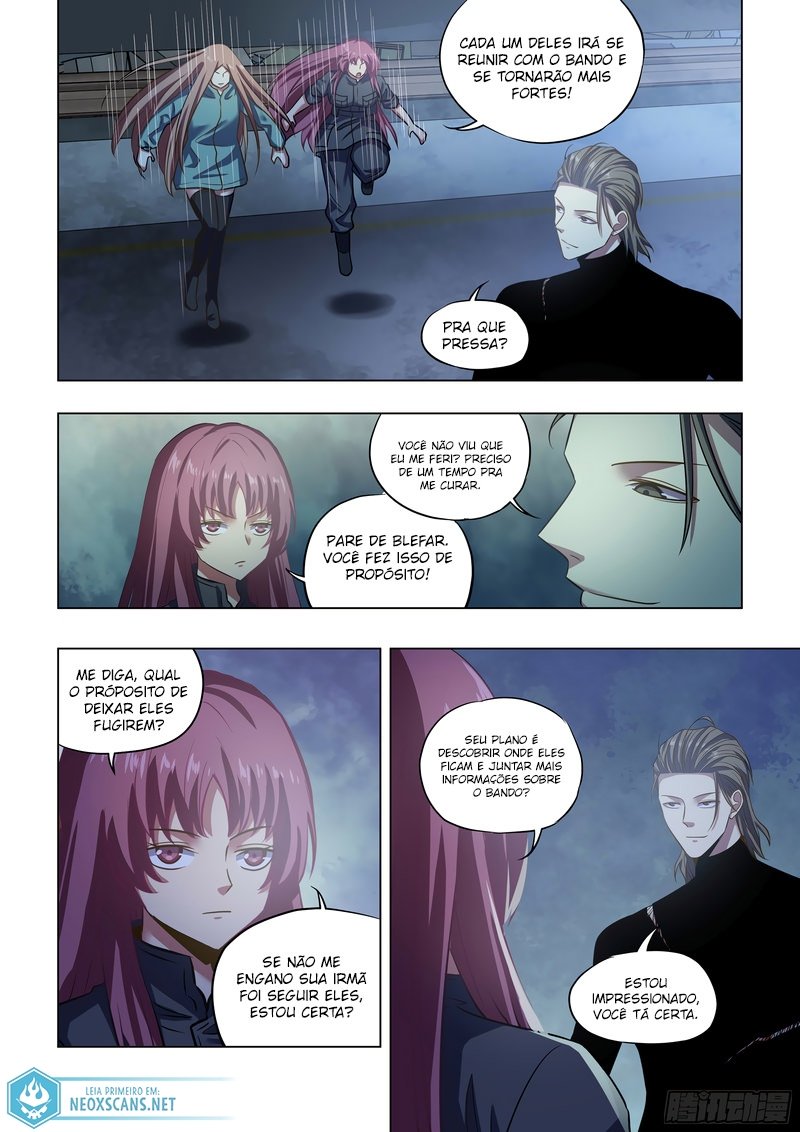 CADA UM DELES IRÁ SE
REUNIR COM O BANDO E
SE TORNARÃO MAIS
FORTES!
PRA QUE
PRESSA?
VOCÊ NÃO VIU QUE
EU ME FERI? PRECISO
DE UM TEMPO PRA
ME CURAR.
PARE DE BLEFAR.
VOCÊ FEZ ISSO DE
PROPÓSITO!
ME DIGA, QUAL
O PRÓPOSITO DE
DEIXAR ELES
FUGIREM?
SE NÃO ME
ENGANO SUA IRMÃ
FOI SEGUIR ELES,
ESTOU CERTA?
SEU PLANO É
DESCOBRIR ONDE ELES
FICAM E JUNTAR MAIS
INFORMAÇÕES SOBRE
O BANDO?
ESTOU
IMPRESSIONADO,
VOCÊ TÁ CERTA.
LEIA PRIMEIRO EM:
NEOXSCANS.NET
腾讯动漫